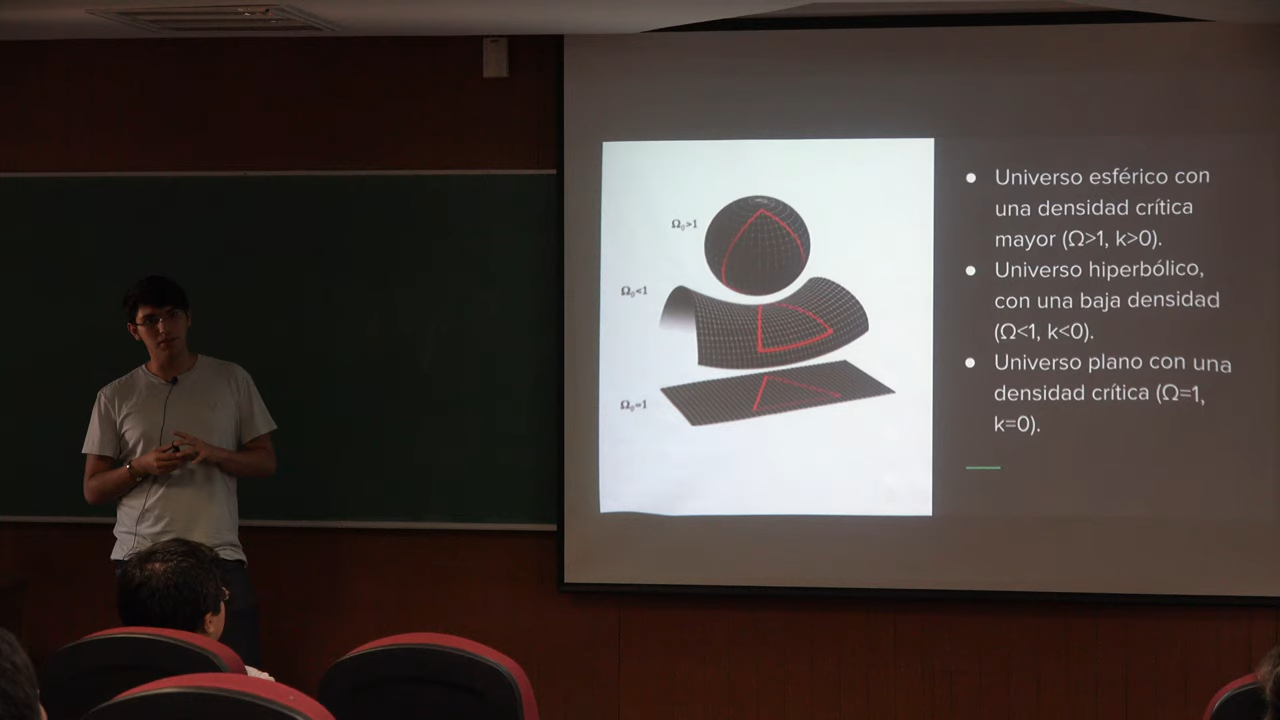 Ω₀>1
Ω₀<1
Ω₀=1
● Universo esférico con
una densidad crítica
mayor (Ω>1, k>0).
● Universo hiperbólico,
con una baja densidad
(Ω<1, k<0).
● Universo plano con una
densidad crítica (Ω=1,
k=0).